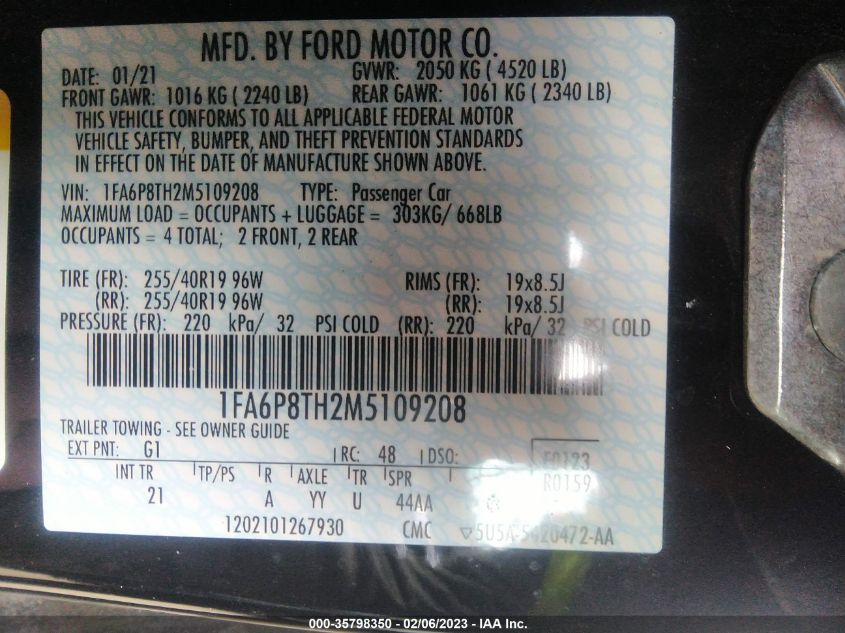 MFD. BY FORD MOTOR CO.
DATE: 01/21 GVWR: 2050 KG ( 4520 LB)
FRONT GAWR: 1016 KG ( 2240 LB) REAR GAWR: 1061 KG ( 2340 LB)
THIS VEHICLE CONFORMS TO ALL APPLICABLE FEDERAL MOTOR
VEHICLE SAFETY, BUMPER, AND THEFT PREVENTION STANDARDS
IN EFFECT ON THE DATE OF MANUFACTURE SHOWN ABOVE.
VIN: 1FA6P8TH2M5109208 TYPE: Passenger Car
MAXIMUM LOAD = OCCUPANTS + LUGGAGE = 303KG/ 668LB
OCCUPANTS = 4 TOTAL; 2 FRONT, 2 REAR
TIRE (FR): 255/40R19 96W RIMS (FR): 19x8.5J
(RR): 255/40R19 96W (RR): 19x8.5J
PRESSURE (FR): 220 kPa/ 32 PSI COLD (RR): 220 kPa/ 32 PSI COLD
1FA6P8TH2M5109208
TRAILER TOWING - SEE OWNER GUIDE
EXT PNT: G1 RC: 48 DSO: F0123
INT TR TP/PS R AXLE TR SPR R0159
21 A YY U 44AA
1202101267930 CMC
000-35798350 - 02/06/2023 - IAA Inc.